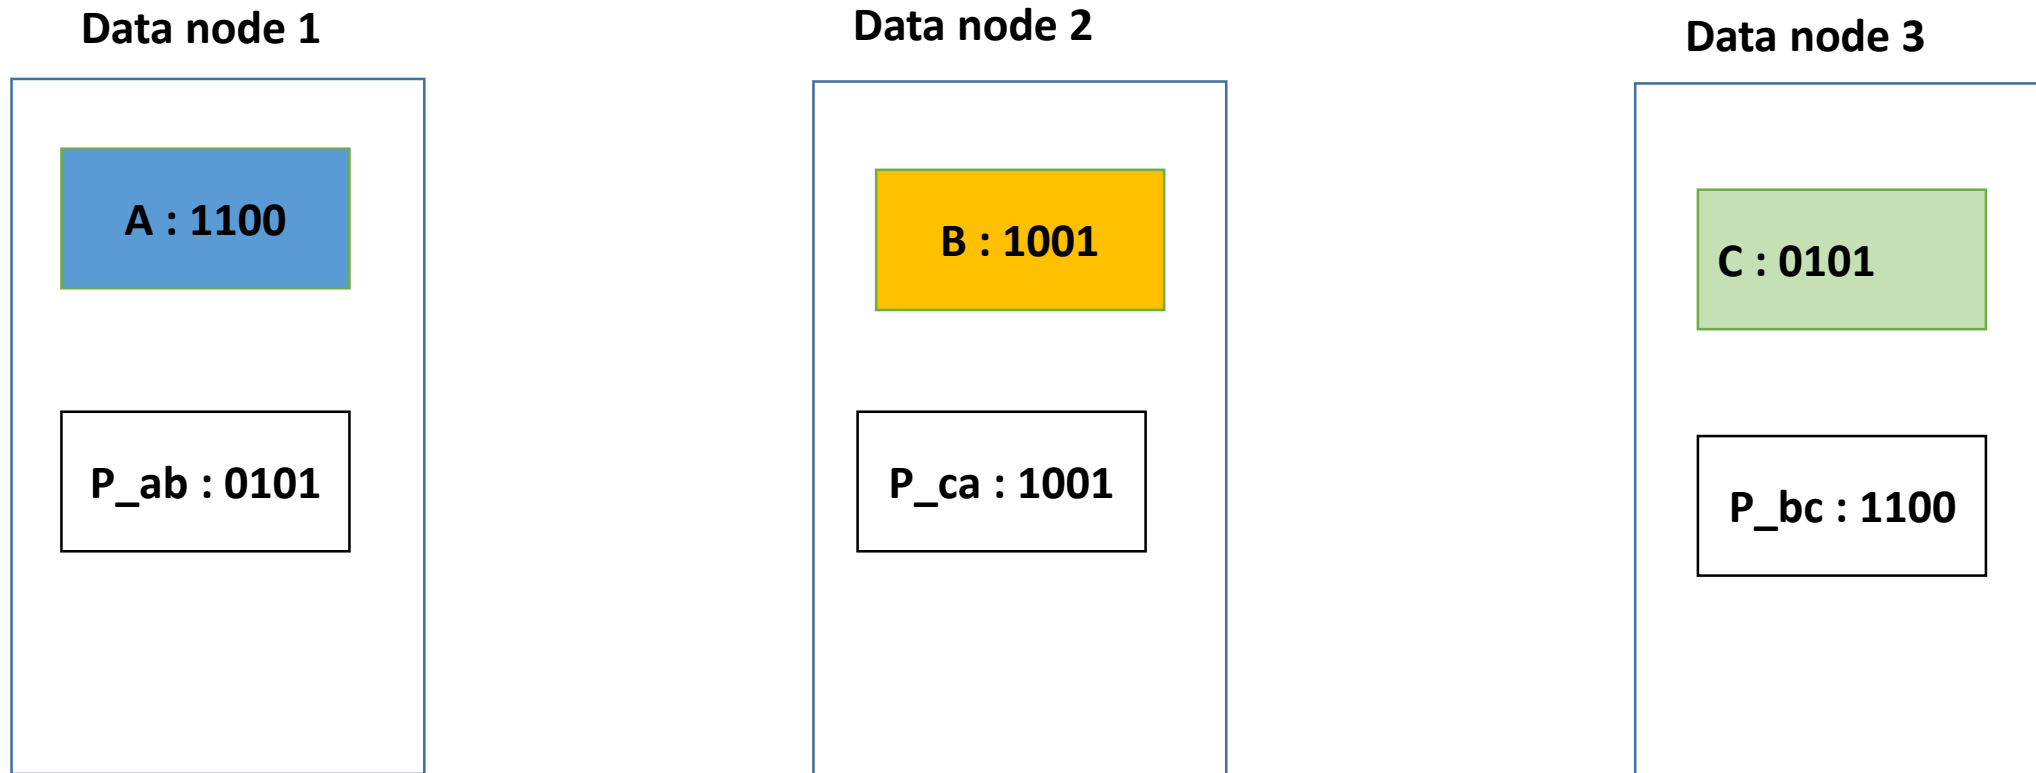 Data node 1
Data node 2
Data node 3
A : 1100
B : 1001
C : 0101
P_ab : 0101
P_ca : 1001
P_bc : 1100